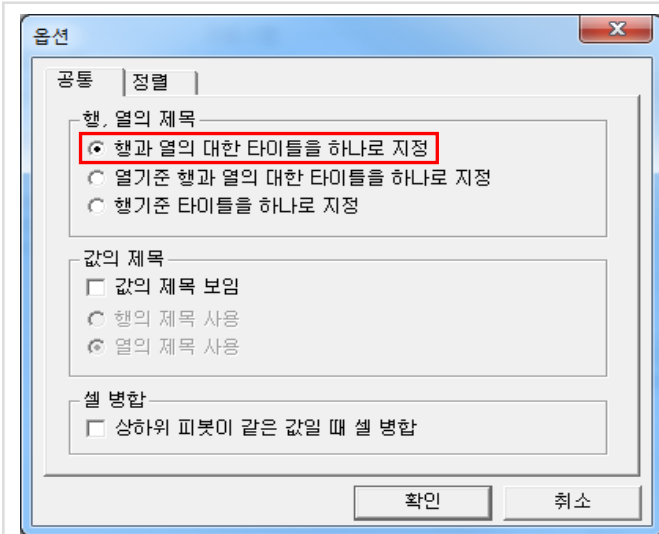 옵션
공통 정렬
행, 열의 제목
행과 열의 대한 타이틀을 하나로 지정
열기준 행과 열의 대한 타이틀을 하나로 지정
행기준 타이틀을 하나로 지정
값의 제목
값의 제목 보임
행의 제목 사용
열의 제목 사용
셀 병합
상하위 피봇이 같은 값일 때 셀 병합
확인 취소